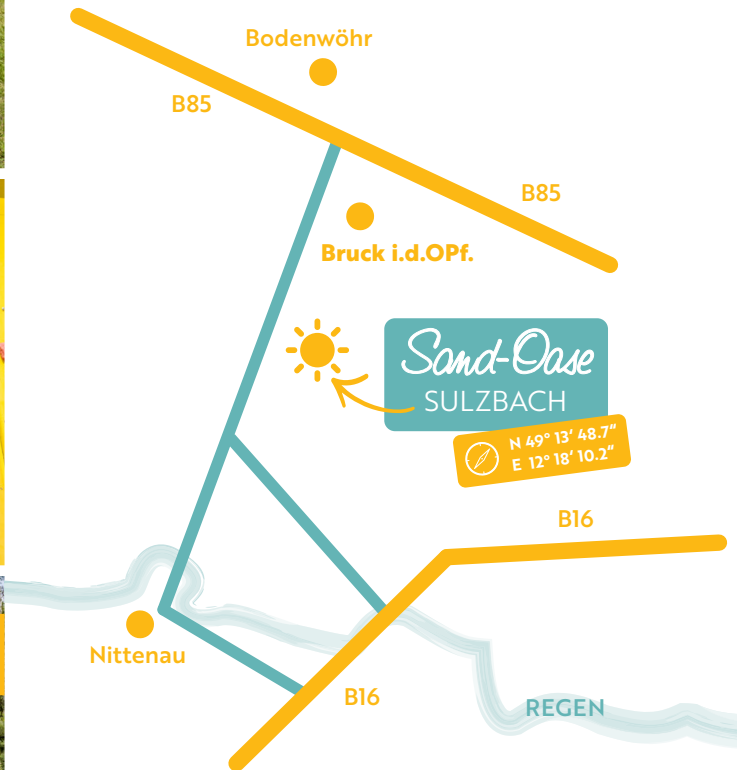 Bodenwöhr
B85
B85
Bruck i.d.OPf.
Sand-Oase
SULZBACH
N 49° 13‘ 48.7“
E 12° 18‘ 10.2“
B16
Nittenau
B16
REGEN